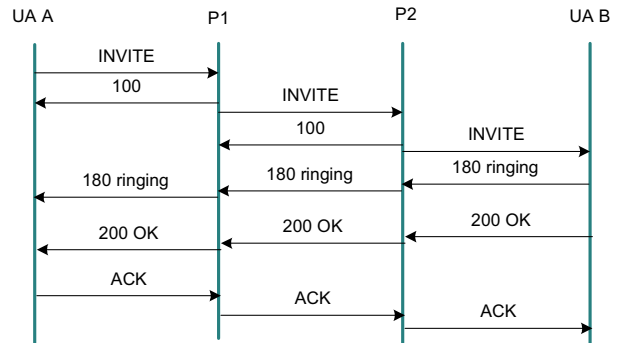 UA A P1 P2 UA B
INVITE
100
INVITE
100
INVITE
180 ringing
180 ringing
180 ringing
200 OK
200 OK
200 OK
ACK
ACK
ACK